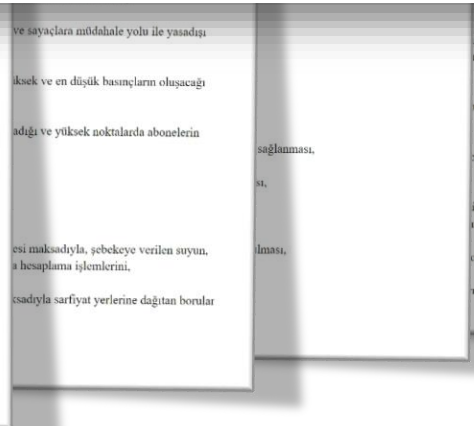 ve sayaçlara müdahale yolu ile yasadışı
iksek ve en düşük basınçların oluşacağı
adığı ve yüksek noktalarda abonelerin
esi maksadıyla, şebekeye verilen suyun,
a hesaplama işlemlerini,
ksadıyla sarfiyat yerlerine dağıtan borular
sağlanması,
sı,
ılması,